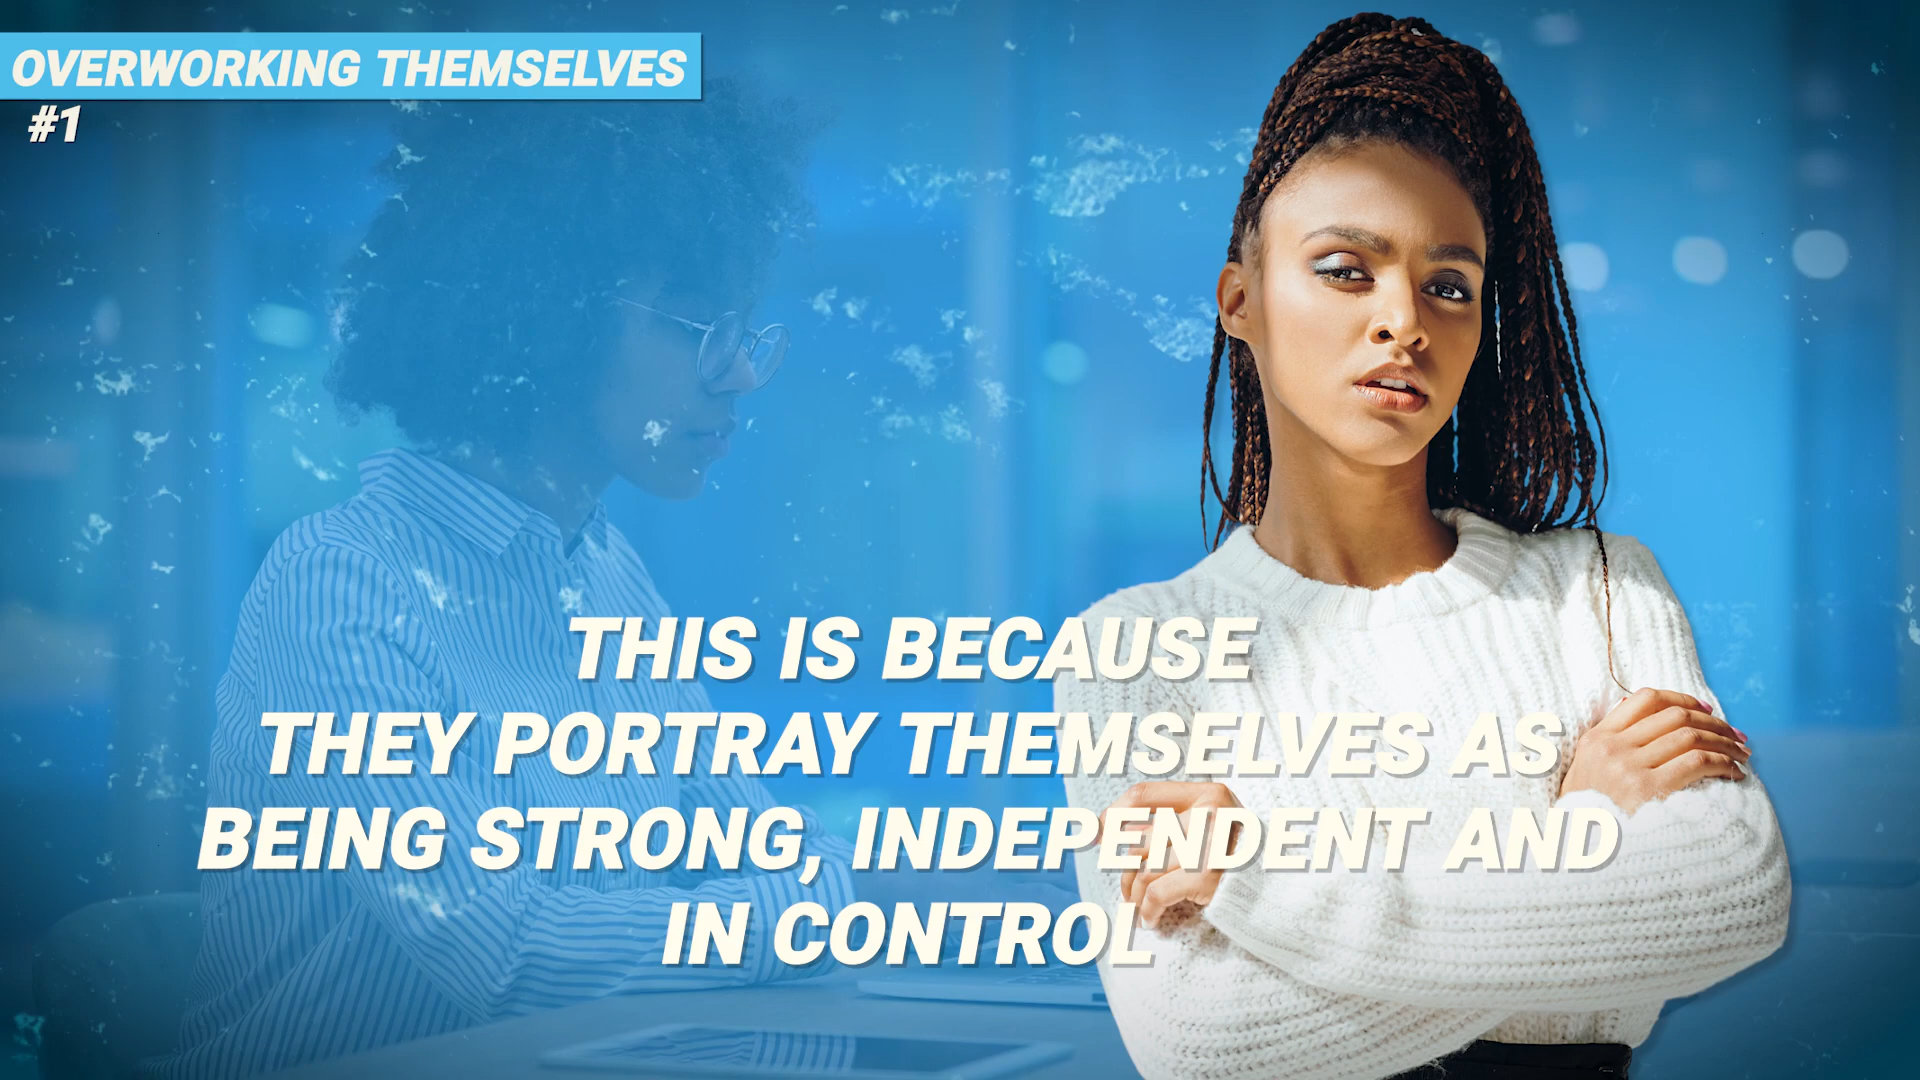 OVERWORKING THEMSELVES
#1
THIS IS BECAUSE
THEY PORTRAY THEMSELVES AS
BEING STRONG, INDEPENDENT AND
IN CONTROL